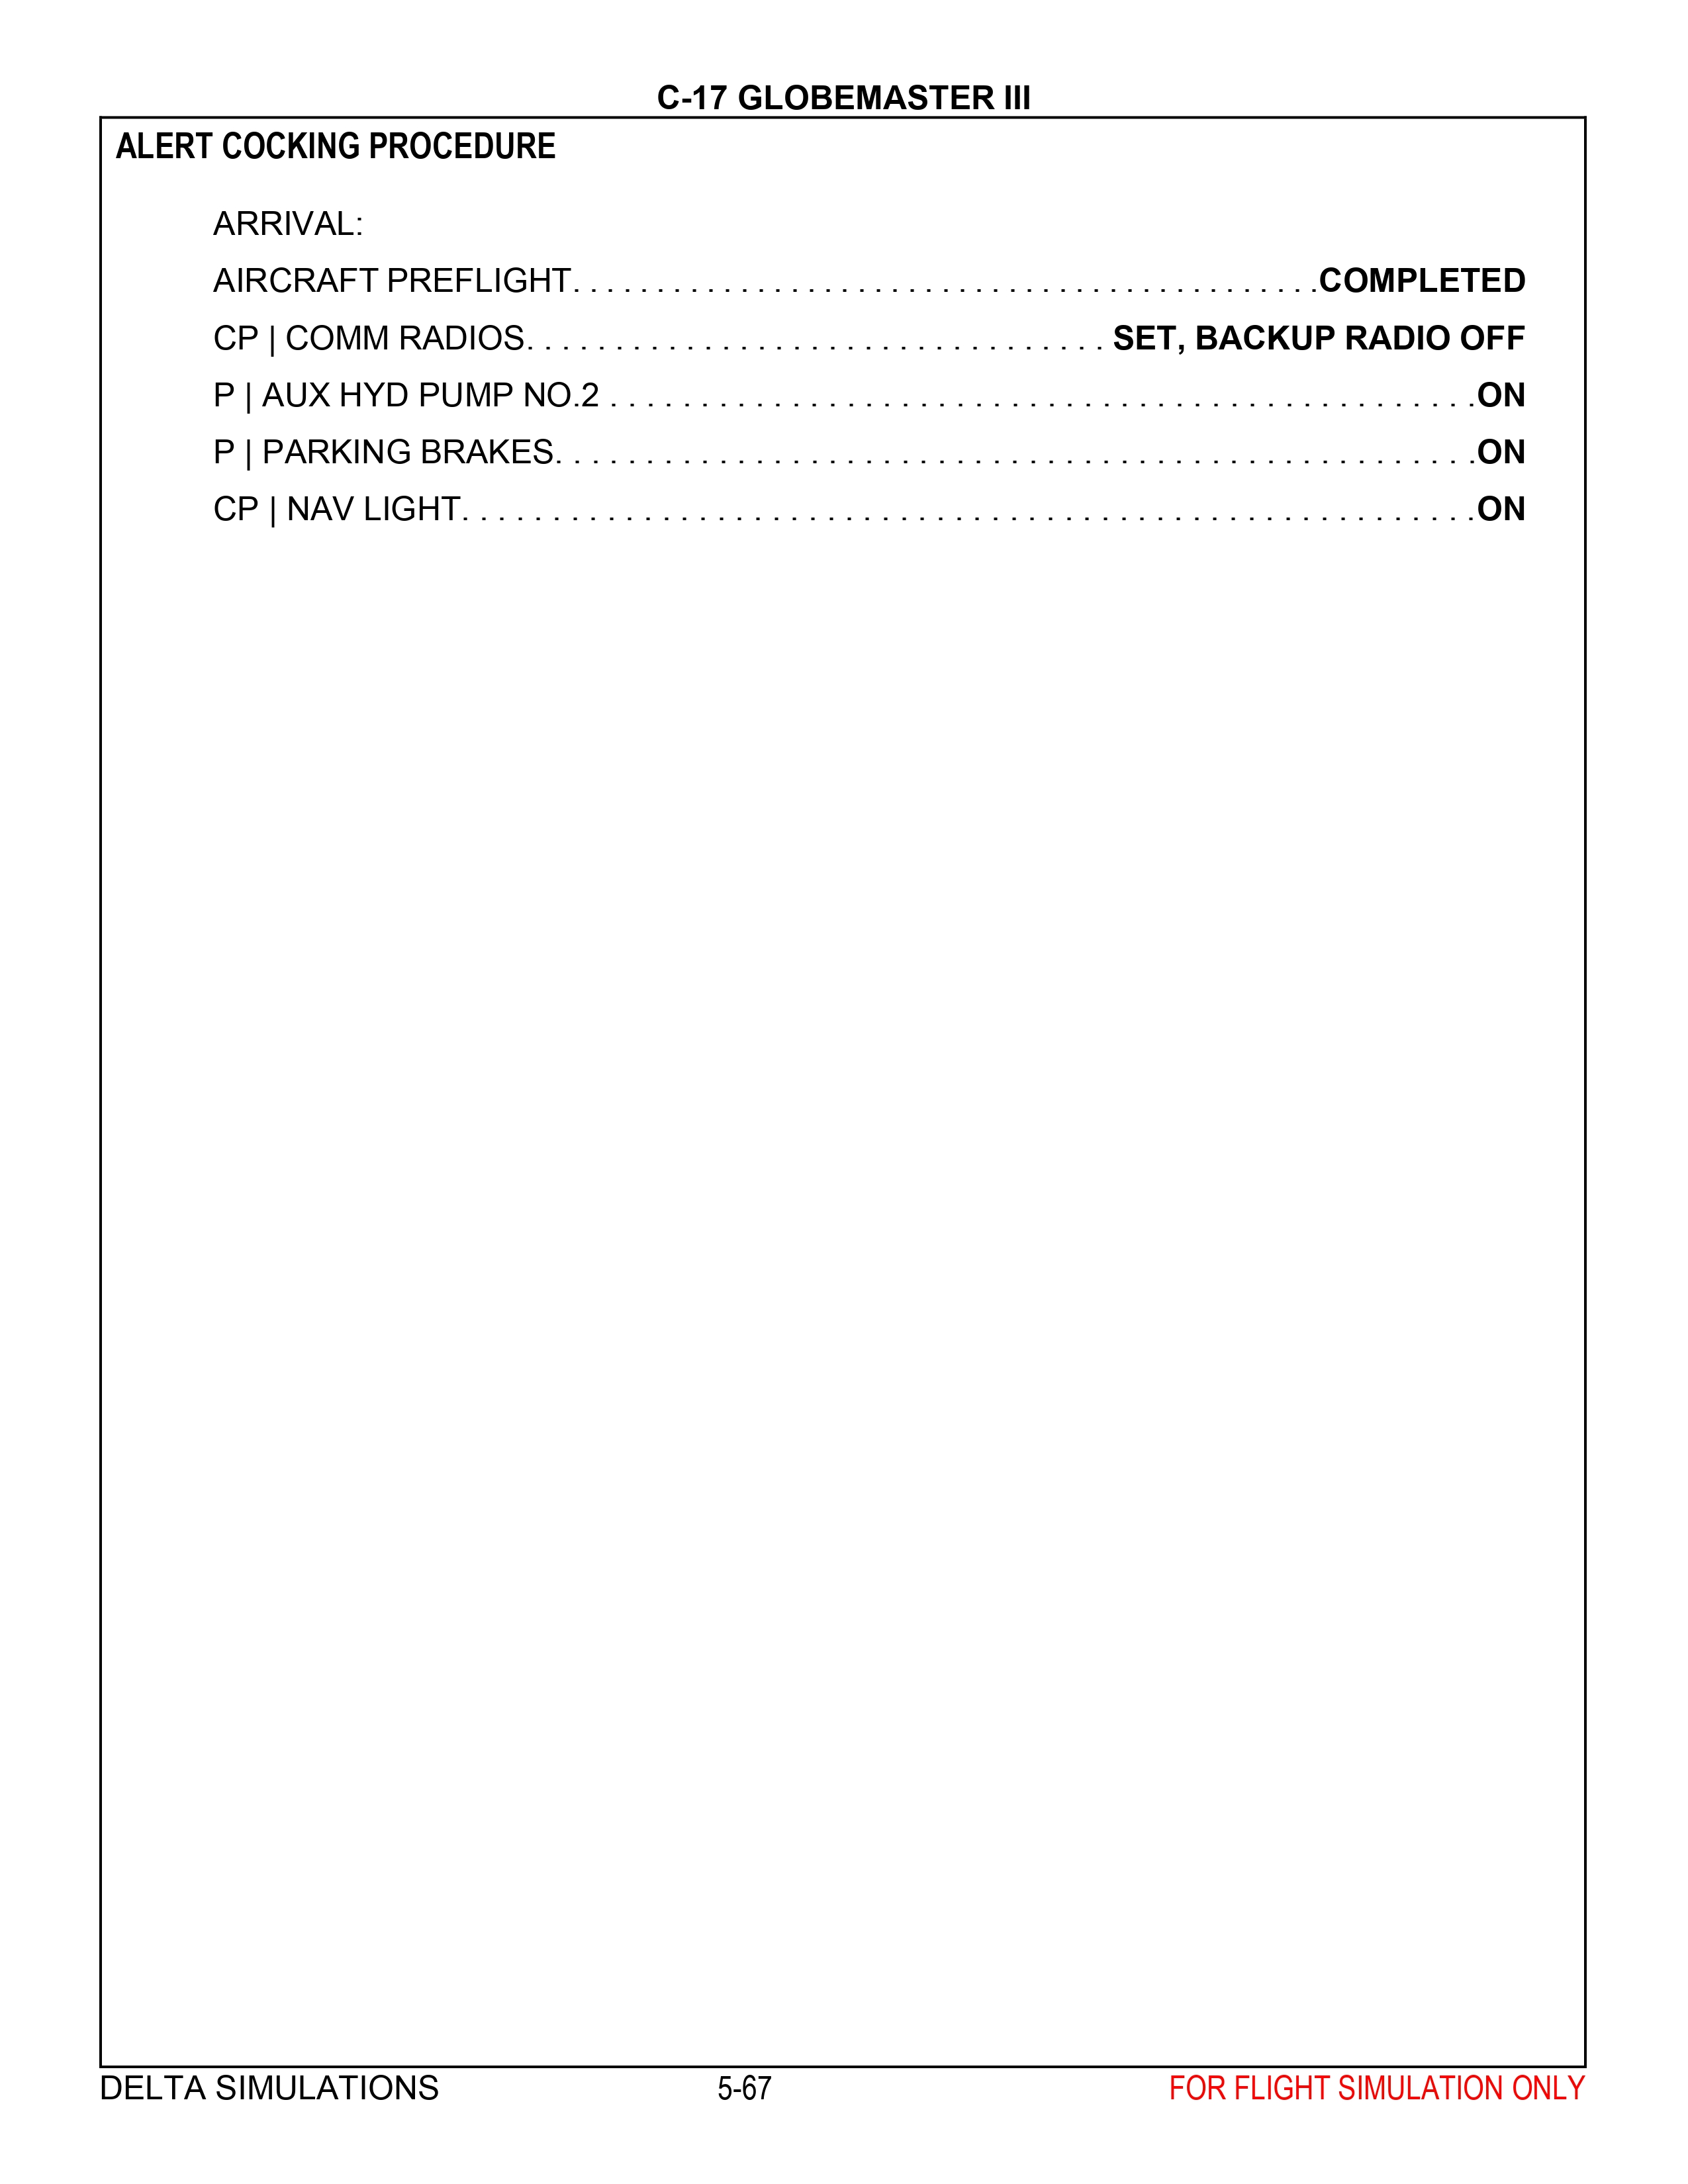 C-17 GLOBEMASTER III
ALERT COCKING PROCEDURE
ARRIVAL:
AIRCRAFT PREFLIGHT. . . . . . . . . . . . . . . . . . . . . . . . . . . . . . . . . . . . . . . . . . . .COMPLETED
CP | COMM RADIOS. . . . . . . . . . . . . . . . . . . . . . . . . . . . . . . . SET, BACKUP RADIO OFF
P | AUX HYD PUMP NO.2 . . . . . . . . . . . . . . . . . . . . . . . . . . . . . . . . . . . . . . . . . . . . . . . .ON
P | PARKING BRAKES. . . . . . . . . . . . . . . . . . . . . . . . . . . . . . . . . . . . . . . . . . . . . . . . . . .ON
CP | NAV LIGHT. . . . . . . . . . . . . . . . . . . . . . . . . . . . . . . . . . . . . . . . . . . . . . . . . . . . . . . .ON
DELTA SIMULATIONS 5-67 FOR FLIGHT SIMULATION ONLY